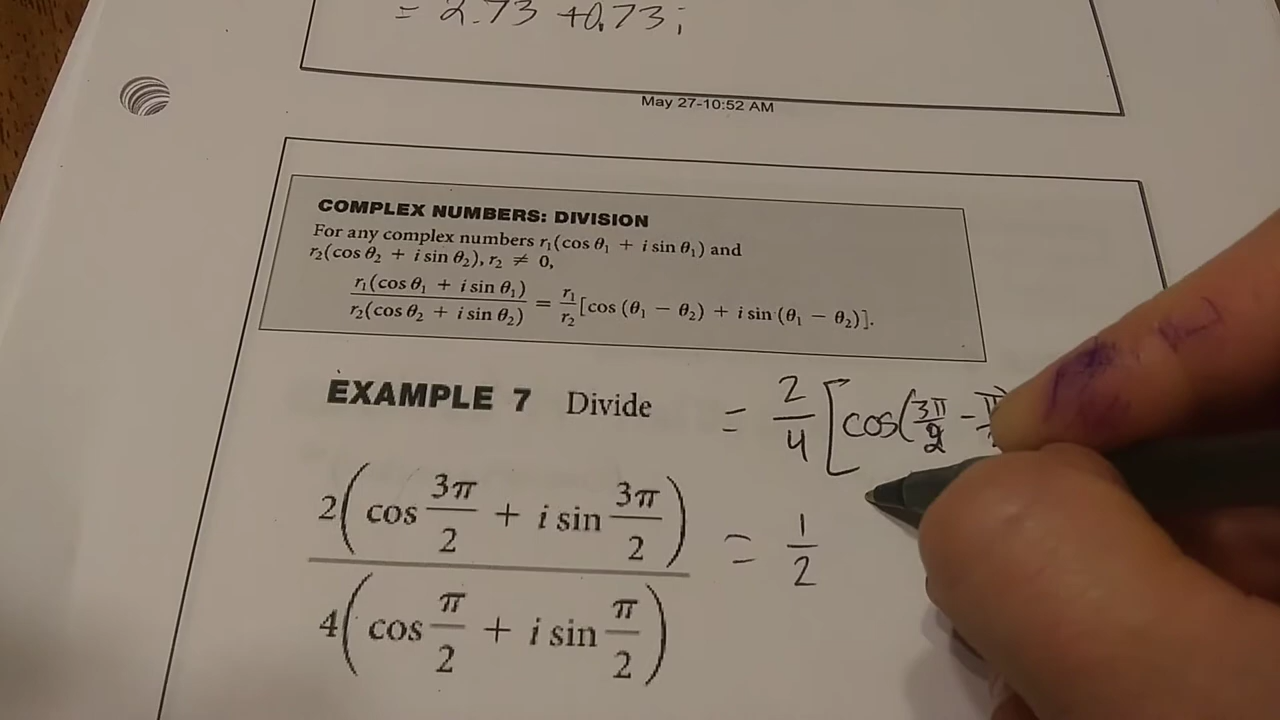 = 2.73 + 0.73i
May 27-10:52 AM
COMPLEX NUMBERS: DIVISION
For any complex numbers r₁(cos θ₁ + i sin θ₁) and
r₂(cos θ₂ + i sin θ₂), r₂ ≠ 0,
r₁(cos θ₁ + i sin θ₁) / r₂(cos θ₂ + i sin θ₂) = r₁/r₂ [cos (θ₁ − θ₂) + i sin (θ₁ − θ₂)].
EXAMPLE 7 Divide
= 2/4 [cos(3π/2 − π
2(cos 3π/2 + i sin 3π/2)
4(cos π/2 + i sin π/2)
= 1/2